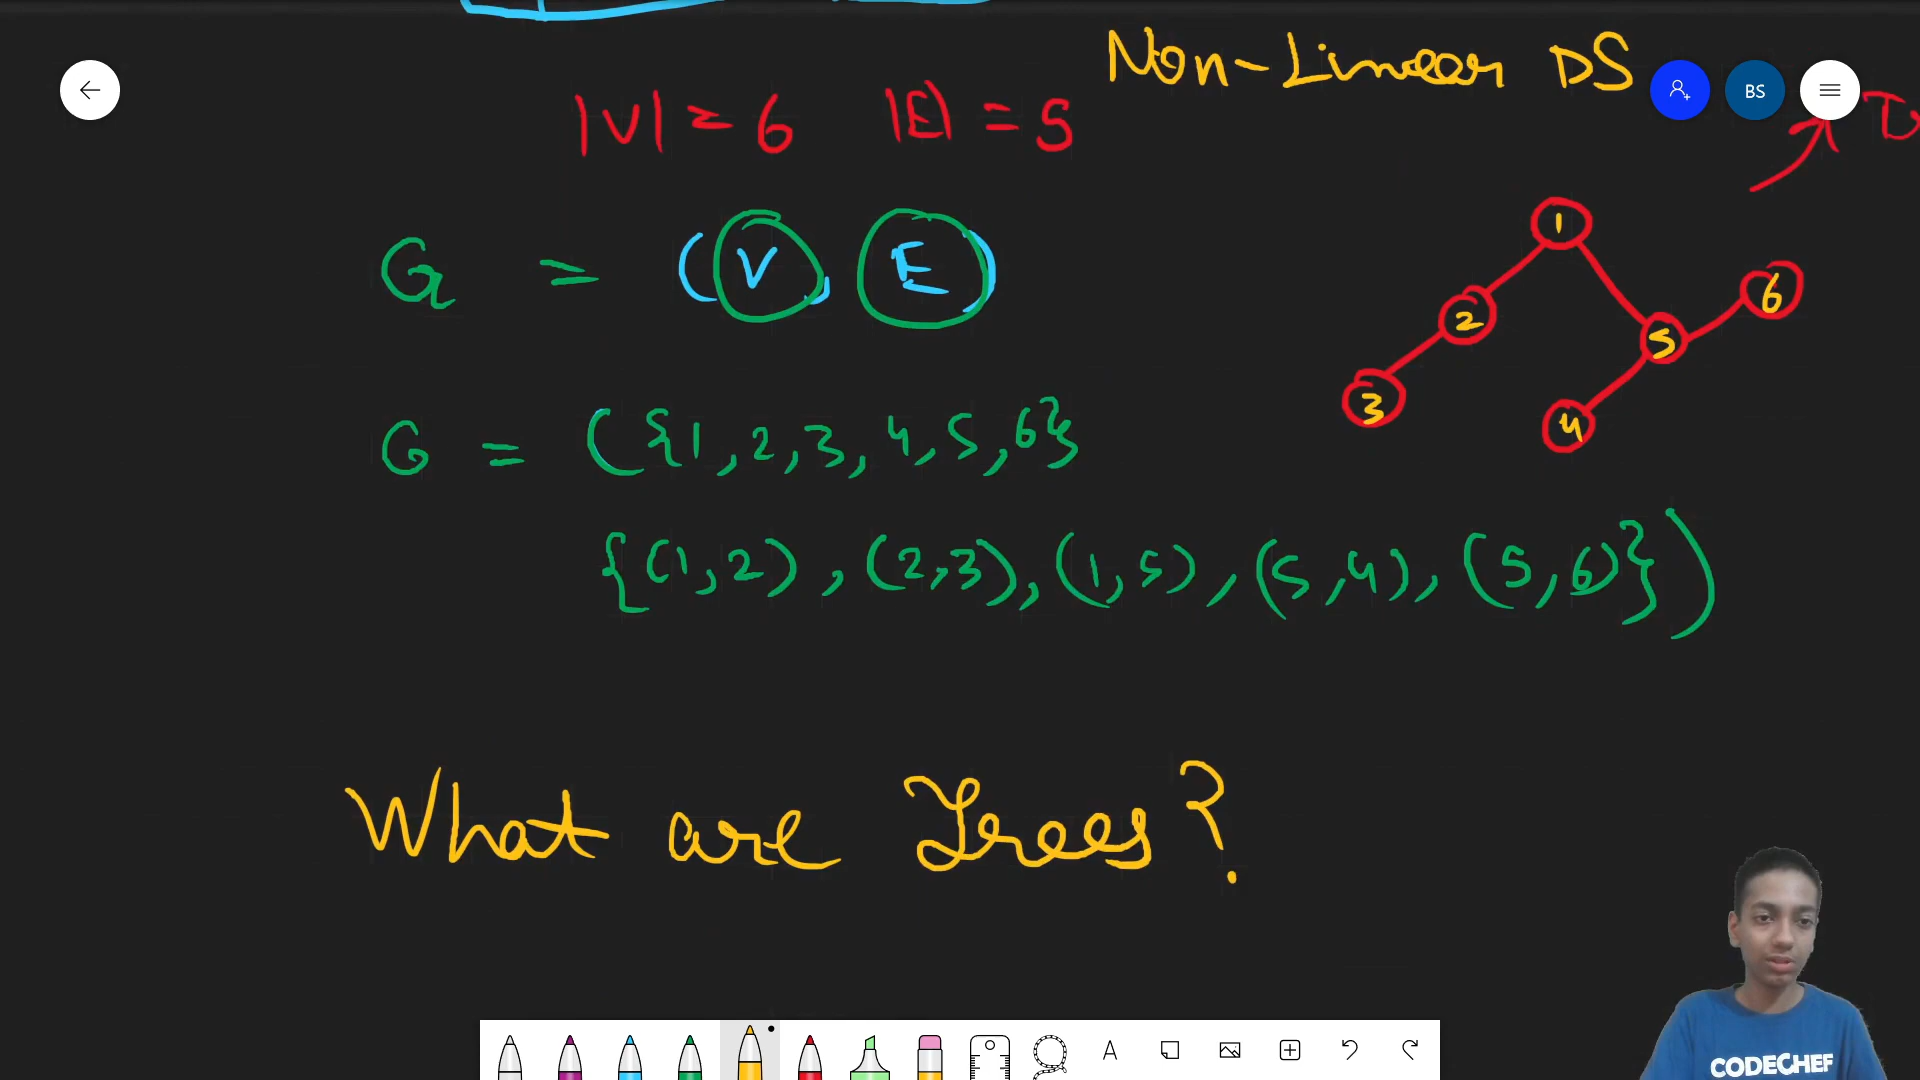 Non-Linear DS
BS
|V| = 6 |E| = 5
G = (V, E)
1
2
6
5
3
4
G = ({1,2,3,4,5,6}
{(1,2), (2,3), (1,5), (5,4), (5,6)})
What are Trees?
CODECHEF
A